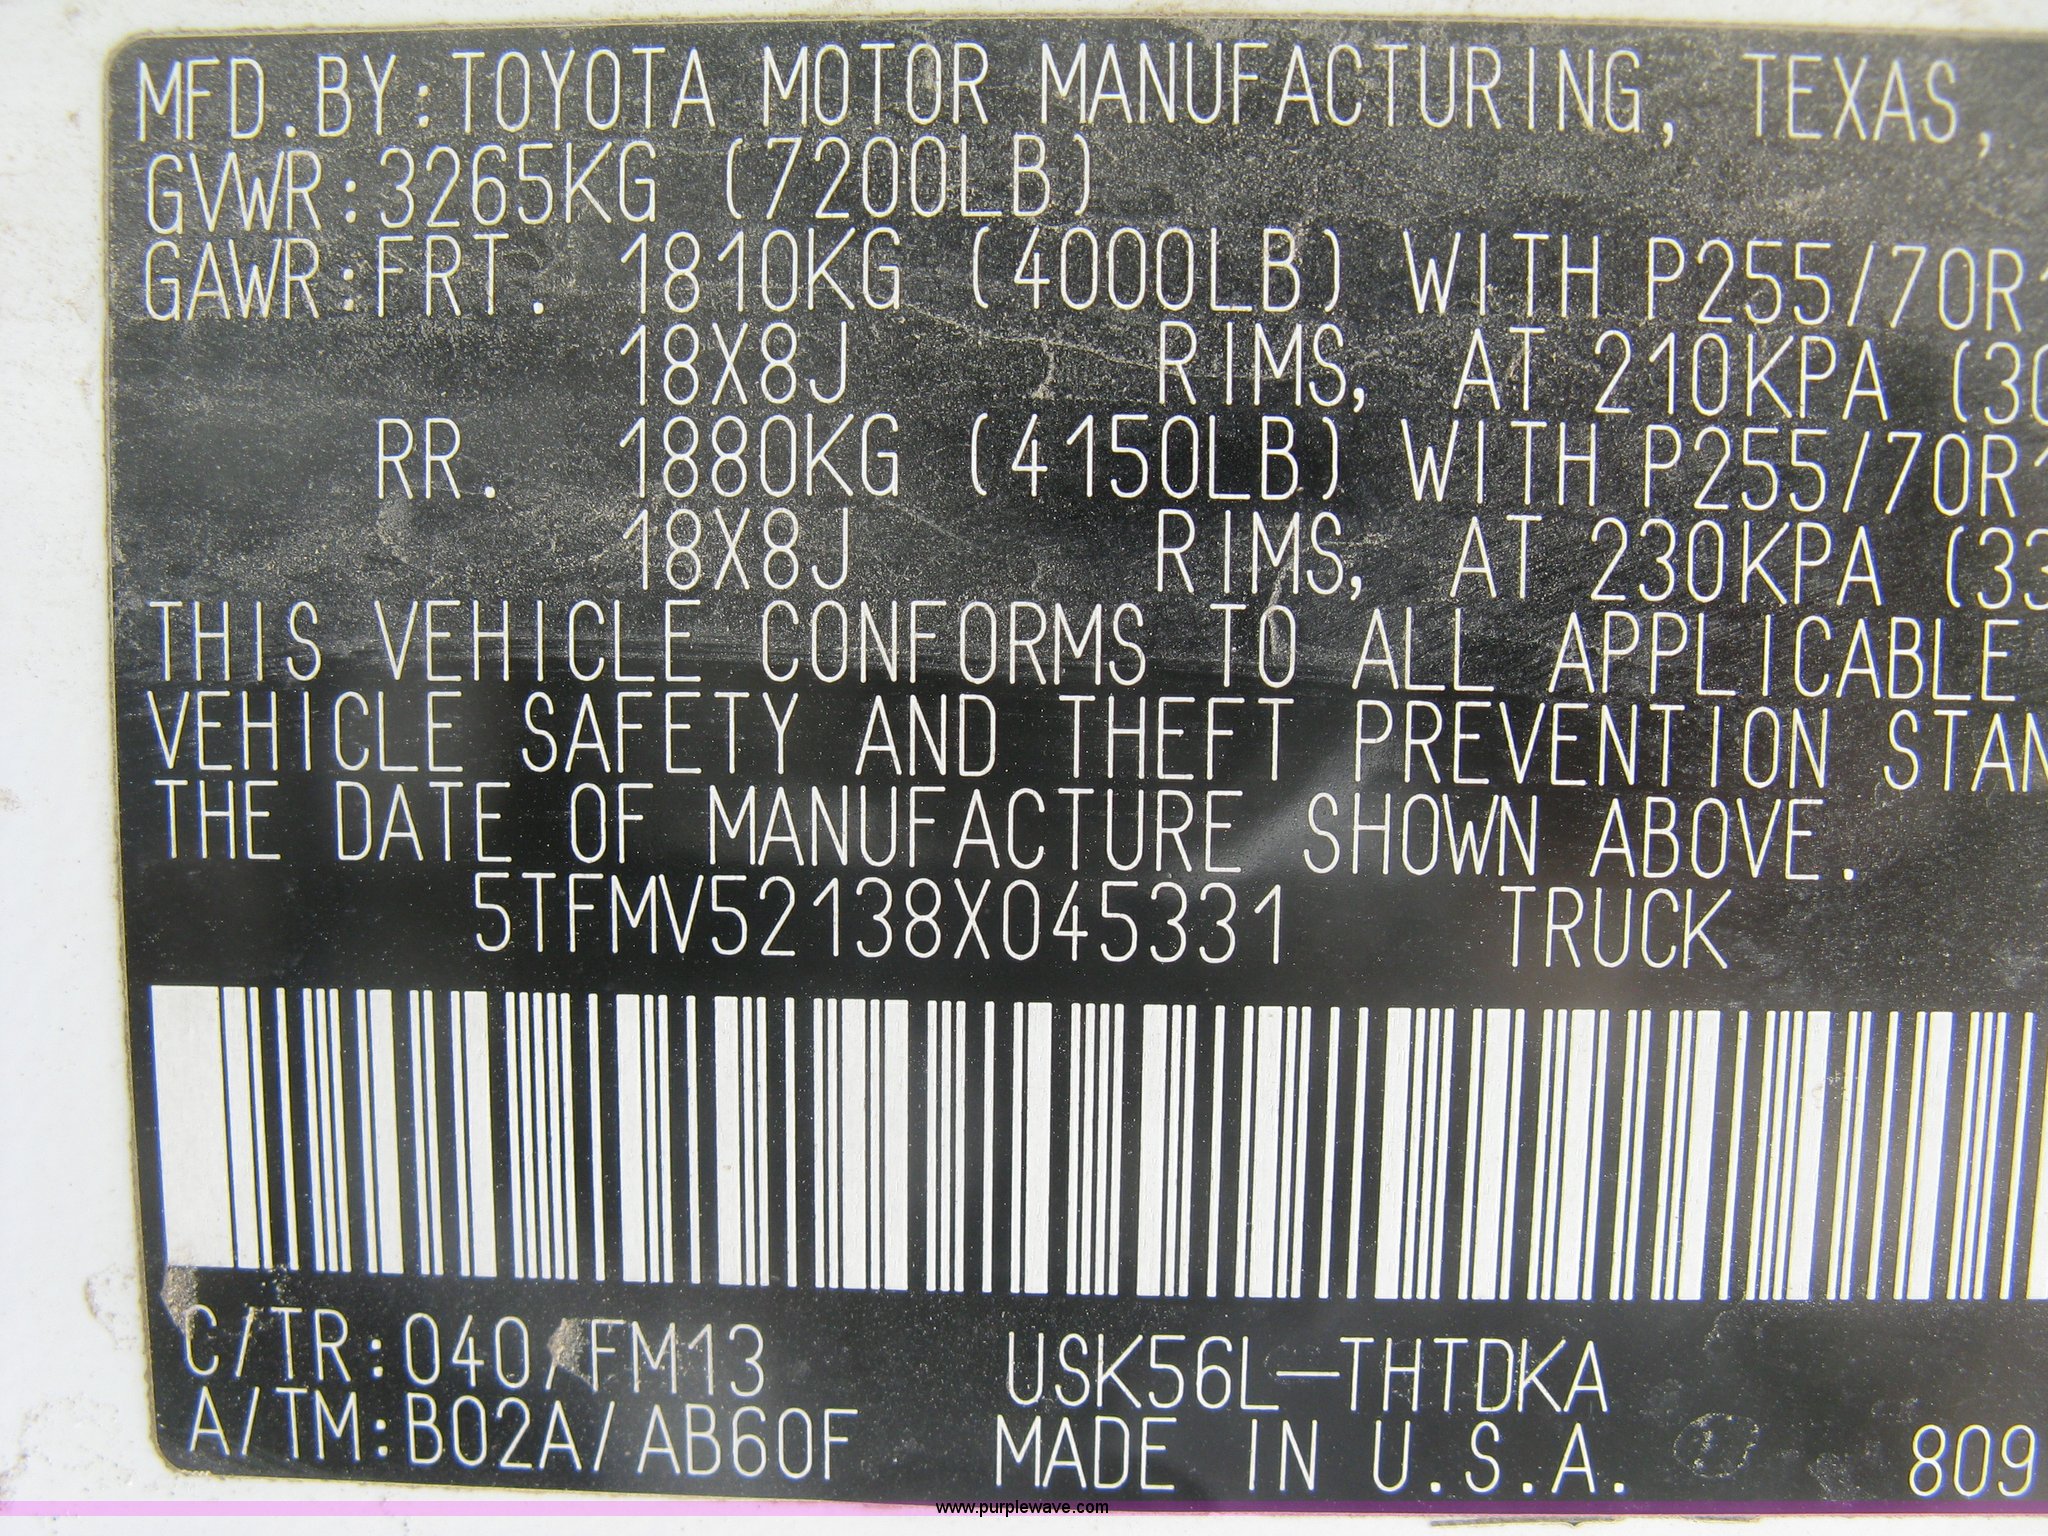 MFD.BY:TOYOTA MOTOR MANUFACTURING, TEXAS,
GVWR:3265KG (7200LB)
GAWR:FRT. 1810KG (4000LB) WITH P255/70R1
18X8J RIMS, AT 210KPA (30
RR. 1880KG (4150LB) WITH P255/70R1
18X8J RIMS, AT 230KPA (33
THIS VEHICLE CONFORMS TO ALL APPLICABLE
VEHICLE SAFETY AND THEFT PREVENTION STAN
THE DATE OF MANUFACTURE SHOWN ABOVE.
5TFMV52138X045331 TRUCK
C/TR:040/FM13 USK56L-THTDKA
A/TM:B02A/AB60F MADE IN U.S.A. 809
www.purplewave.com